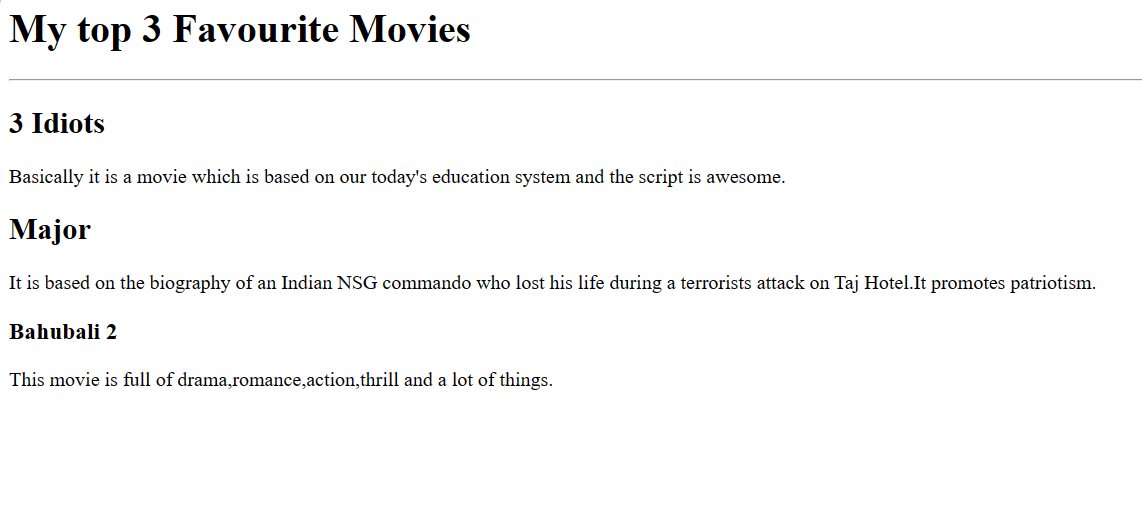 My top 3 Favourite Movies
3 Idiots
Basically it is a movie which is based on our today's education system and the script is awesome.
Major
It is based on the biography of an Indian NSG commando who lost his life during a terrorists attack on Taj Hotel.It promotes patriotism.
Bahubali 2
This movie is full of drama,romance,action,thrill and a lot of things.